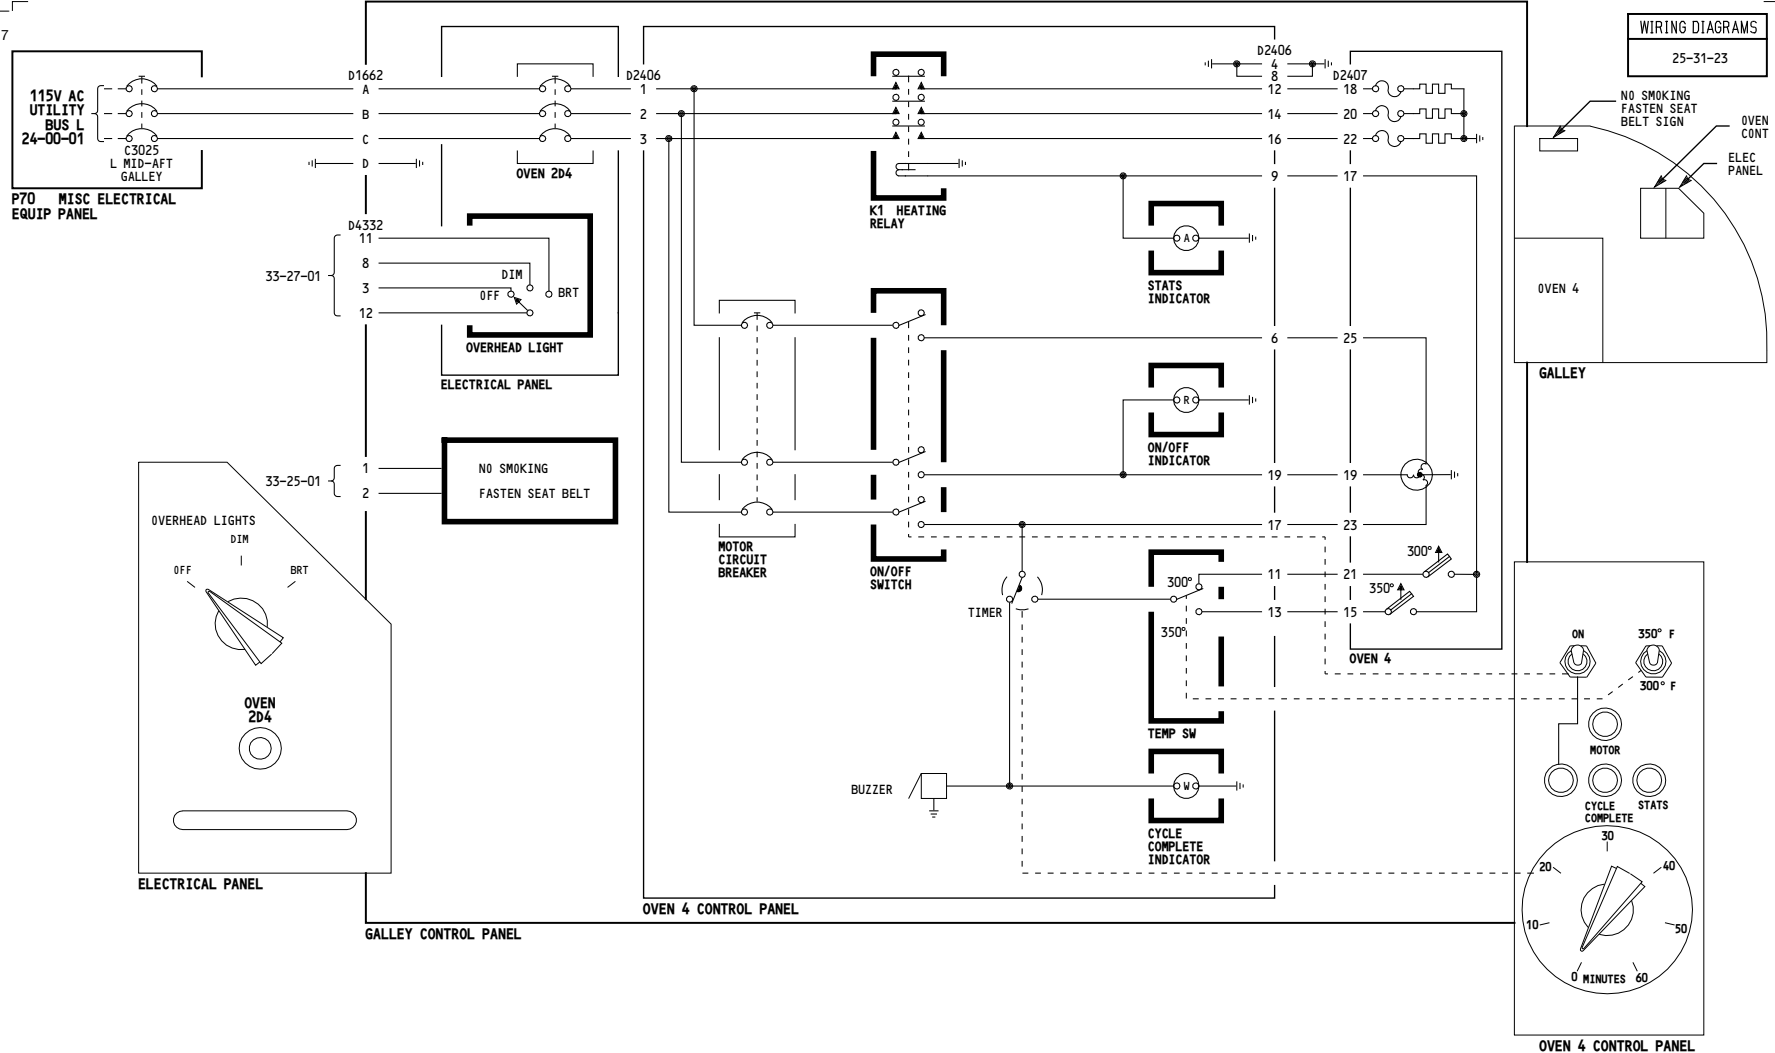 7
WIRING DIAGRAMS
25-31-23
115V AC
UTILITY
BUS L
24-00-01
C3025
L MID-AFT
GALLEY
P70 MISC ELECTRICAL
EQUIP PANEL
D1662
A
B
C
D
OVEN 2D4
D4332
11
8
3
12
33-27-01
DIM
OFF
BRT
OVERHEAD LIGHT
ELECTRICAL PANEL
33-25-01
1
2
NO SMOKING
FASTEN SEAT BELT
D2406
1
2
3
K1 HEATING
RELAY
D2406
4
8
12
14
16
9
D2407
18
20
22
17
A
STATS
INDICATOR
6
25
R
ON/OFF
INDICATOR
19
19
17
23
MOTOR
CIRCUIT
BREAKER
ON/OFF
SWITCH
TIMER
300°
350°
TEMP SW
11
21
13
15
300°
350°
OVEN 4
BUZZER
W
CYCLE
COMPLETE
INDICATOR
OVEN 4 CONTROL PANEL
GALLEY CONTROL PANEL
OVERHEAD LIGHTS
DIM
OFF
BRT
OVEN
2D4
ELECTRICAL PANEL
NO SMOKING
FASTEN SEAT
BELT SIGN
OVEN
CONT
ELEC
PANEL
OVEN 4
GALLEY
ON
350° F
300° F
MOTOR
CYCLE
COMPLETE
STATS
30
20
40
10
50
0 MINUTES 60
OVEN 4 CONTROL PANEL